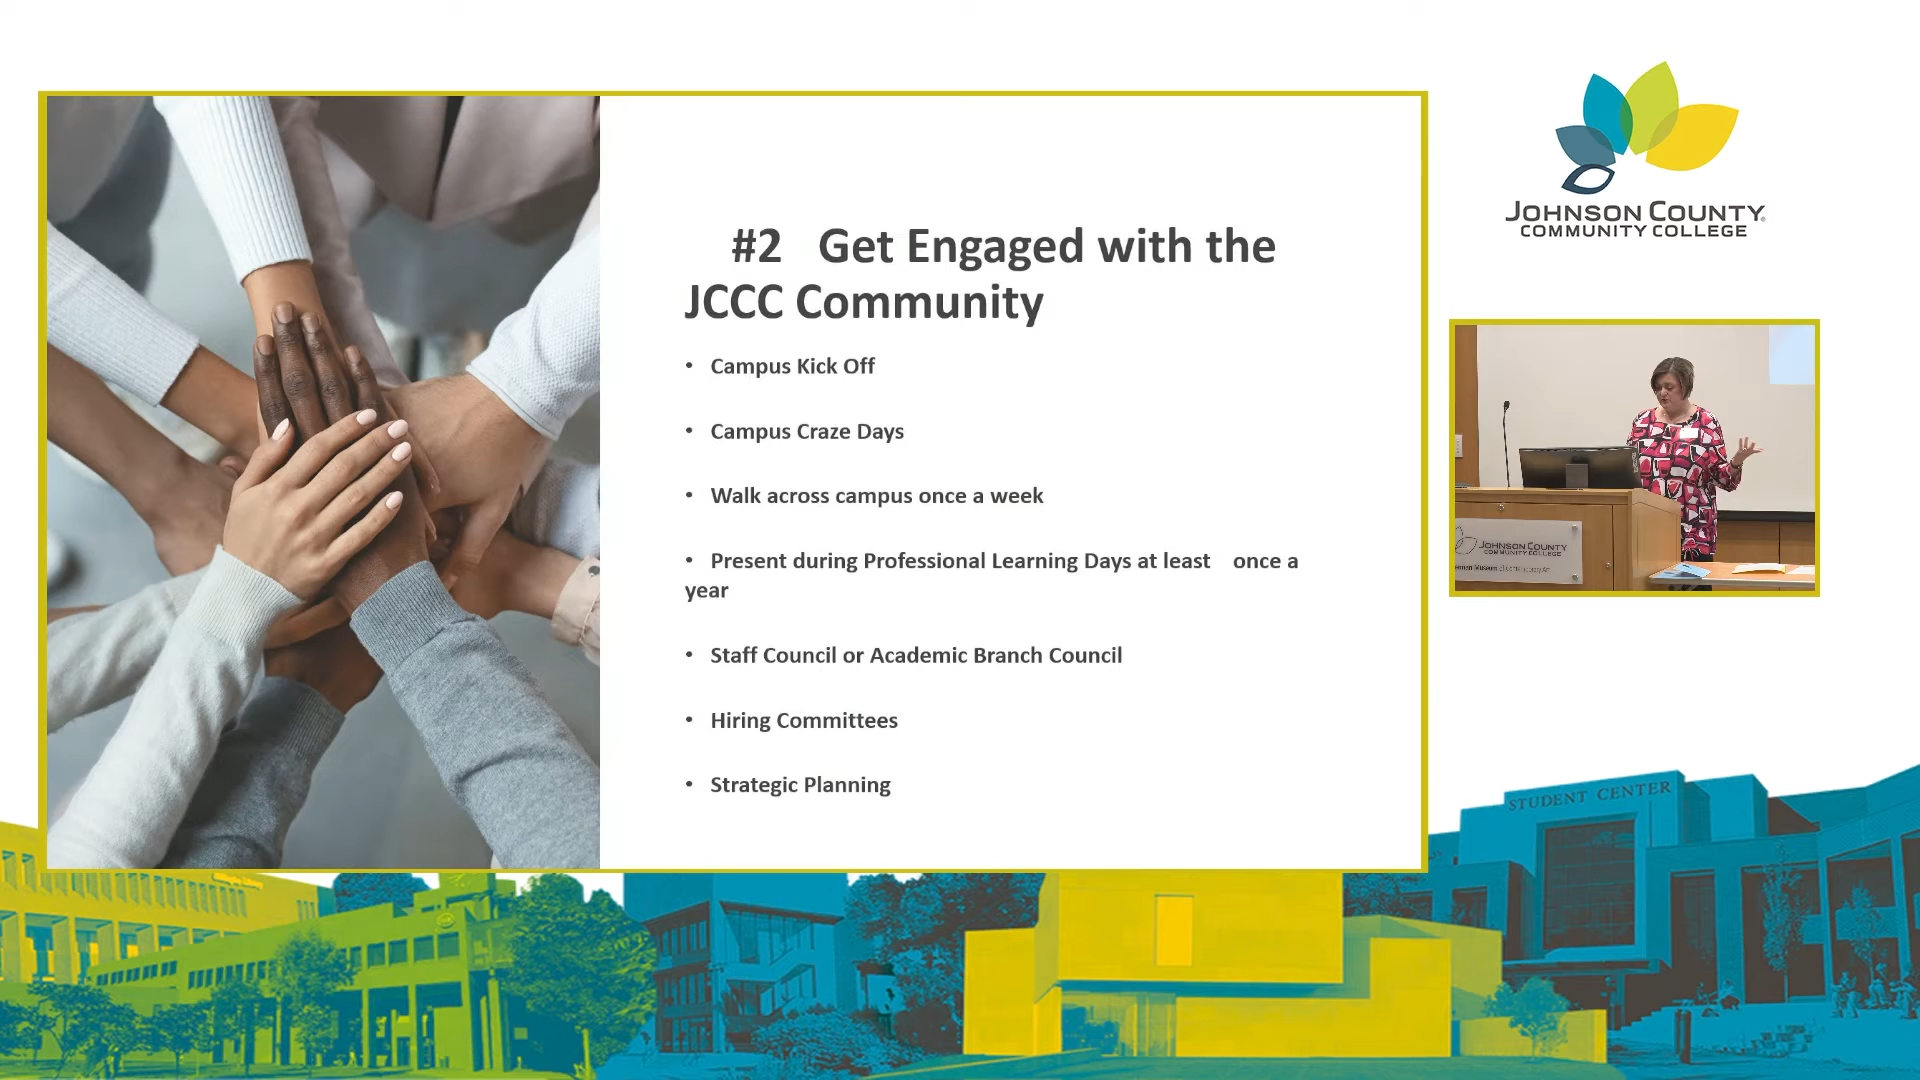 #2 Get Engaged with the
JCCC Community
• Campus Kick Off
• Campus Craze Days
• Walk across campus once a week
• Present during Professional Learning Days at least once a
year
• Staff Council or Academic Branch Council
• Hiring Committees
• Strategic Planning
JOHNSON COUNTY
COMMUNITY COLLEGE
JOHNSON COUNTY
COMMUNITY COLLEGE
STUDENT CENTER